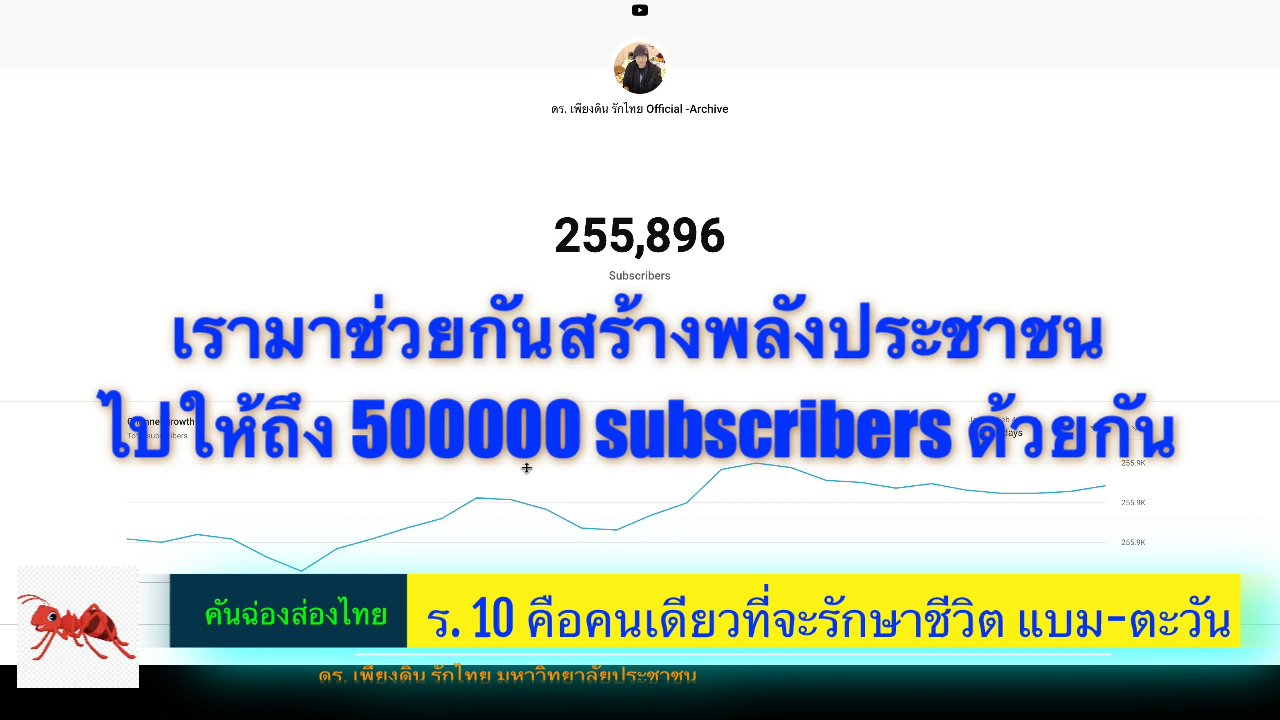 ดร. เพียงดิน รักไทย Official -Archive
255,896
Subscribers
เรามาช่วยกันสร้างพลังประชาชน
ไปให้ถึง 500000 subscribers ด้วยกัน
255.9K
255.9K
255.9K
คันฉ่องส่องไทย
ร. 10 คือคนเดียวที่จะรักษาชีวิต แบม-ตะวัน
ดร. เพียงดิน รักไทย มหาวิทยาลัยประชาชน